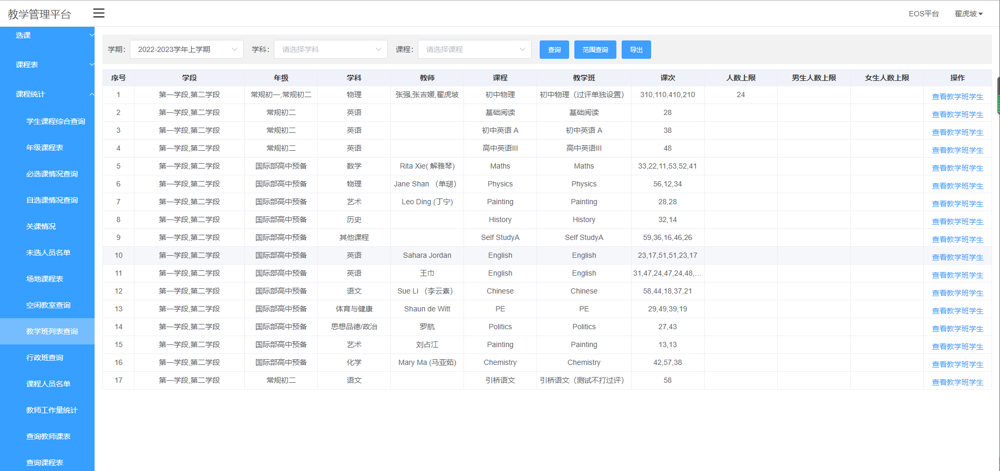 教学管理平台 EOS平台 翟虎坡
选课
课程表
课程统计
学生课程综合查询
年级课程表
必选课情况查询
自选课情况查询
关课情况
未选人员名单
场地课程表
空闲教室查询
教学班列表查询
行政班查询
课程人员名单
教师工作量统计
查询教师课表
查询课程表
学期: 2022-2023学年上学期 学科: 请选择学科 课程: 请选择课程 查询 范围查询 导出
序号 学段 年级 学科 教师 课程 教学班 课次 人数上限 男生人数上限 女生人数上限 操作
1 第一学段,第二学段 常规初一,常规初二 物理 张强,张吉媛,翟虎坡 初中物理 初中物理（过评单独设置） 310,110,410,210 24 查看教学班学生
2 第一学段,第二学段 常规初二 英语 基础阅读 基础阅读 28 查看教学班学生
3 第一学段,第二学段 常规初二 英语 初中英语 A 初中英语 A 38 查看教学班学生
4 第一学段,第二学段 常规初二 英语 高中英语III 高中英语III 48 查看教学班学生
5 第一学段,第二学段 国际部高中预备 数学 Rita Xie( 解雅琴) Maths Maths 33,22,11,53,52,41 查看教学班学生
6 第一学段,第二学段 国际部高中预备 物理 Jane Shan （单琎） Physics Physics 56,12,34 查看教学班学生
7 第一学段,第二学段 国际部高中预备 艺术 Leo Ding (丁宁) Painting Painting 28,28 查看教学班学生
8 第一学段,第二学段 国际部高中预备 历史 History History 32,14 查看教学班学生
9 第一学段,第二学段 国际部高中预备 其他课程 Self StudyA Self StudyA 59,36,16,46,26 查看教学班学生
10 第一学段,第二学段 国际部高中预备 英语 Sahara Jordan English English 23,17,51,51,23,17 查看教学班学生
11 第一学段,第二学段 国际部高中预备 英语 王巾 English English 31,47,24,47,24,48,… 查看教学班学生
12 第一学段,第二学段 国际部高中预备 语文 Sue Li （李云素） Chinese Chinese 58,44,18,37,21 查看教学班学生
13 第一学段,第二学段 国际部高中预备 体育与健康 Shaun de Witt PE PE 29,49,39,19 查看教学班学生
14 第一学段,第二学段 国际部高中预备 思想品德/政治 罗航 Politics Politics 27,43 查看教学班学生
15 第一学段,第二学段 国际部高中预备 艺术 刘占江 Painting Painting 13,13 查看教学班学生
16 第一学段,第二学段 国际部高中预备 化学 Mary Ma (马亚茹) Chemistry Chemistry 42,57,38 查看教学班学生
17 第一学段,第二学段 常规初二 语文 引桥语文 引桥语文（测试不打过评） 58 查看教学班学生